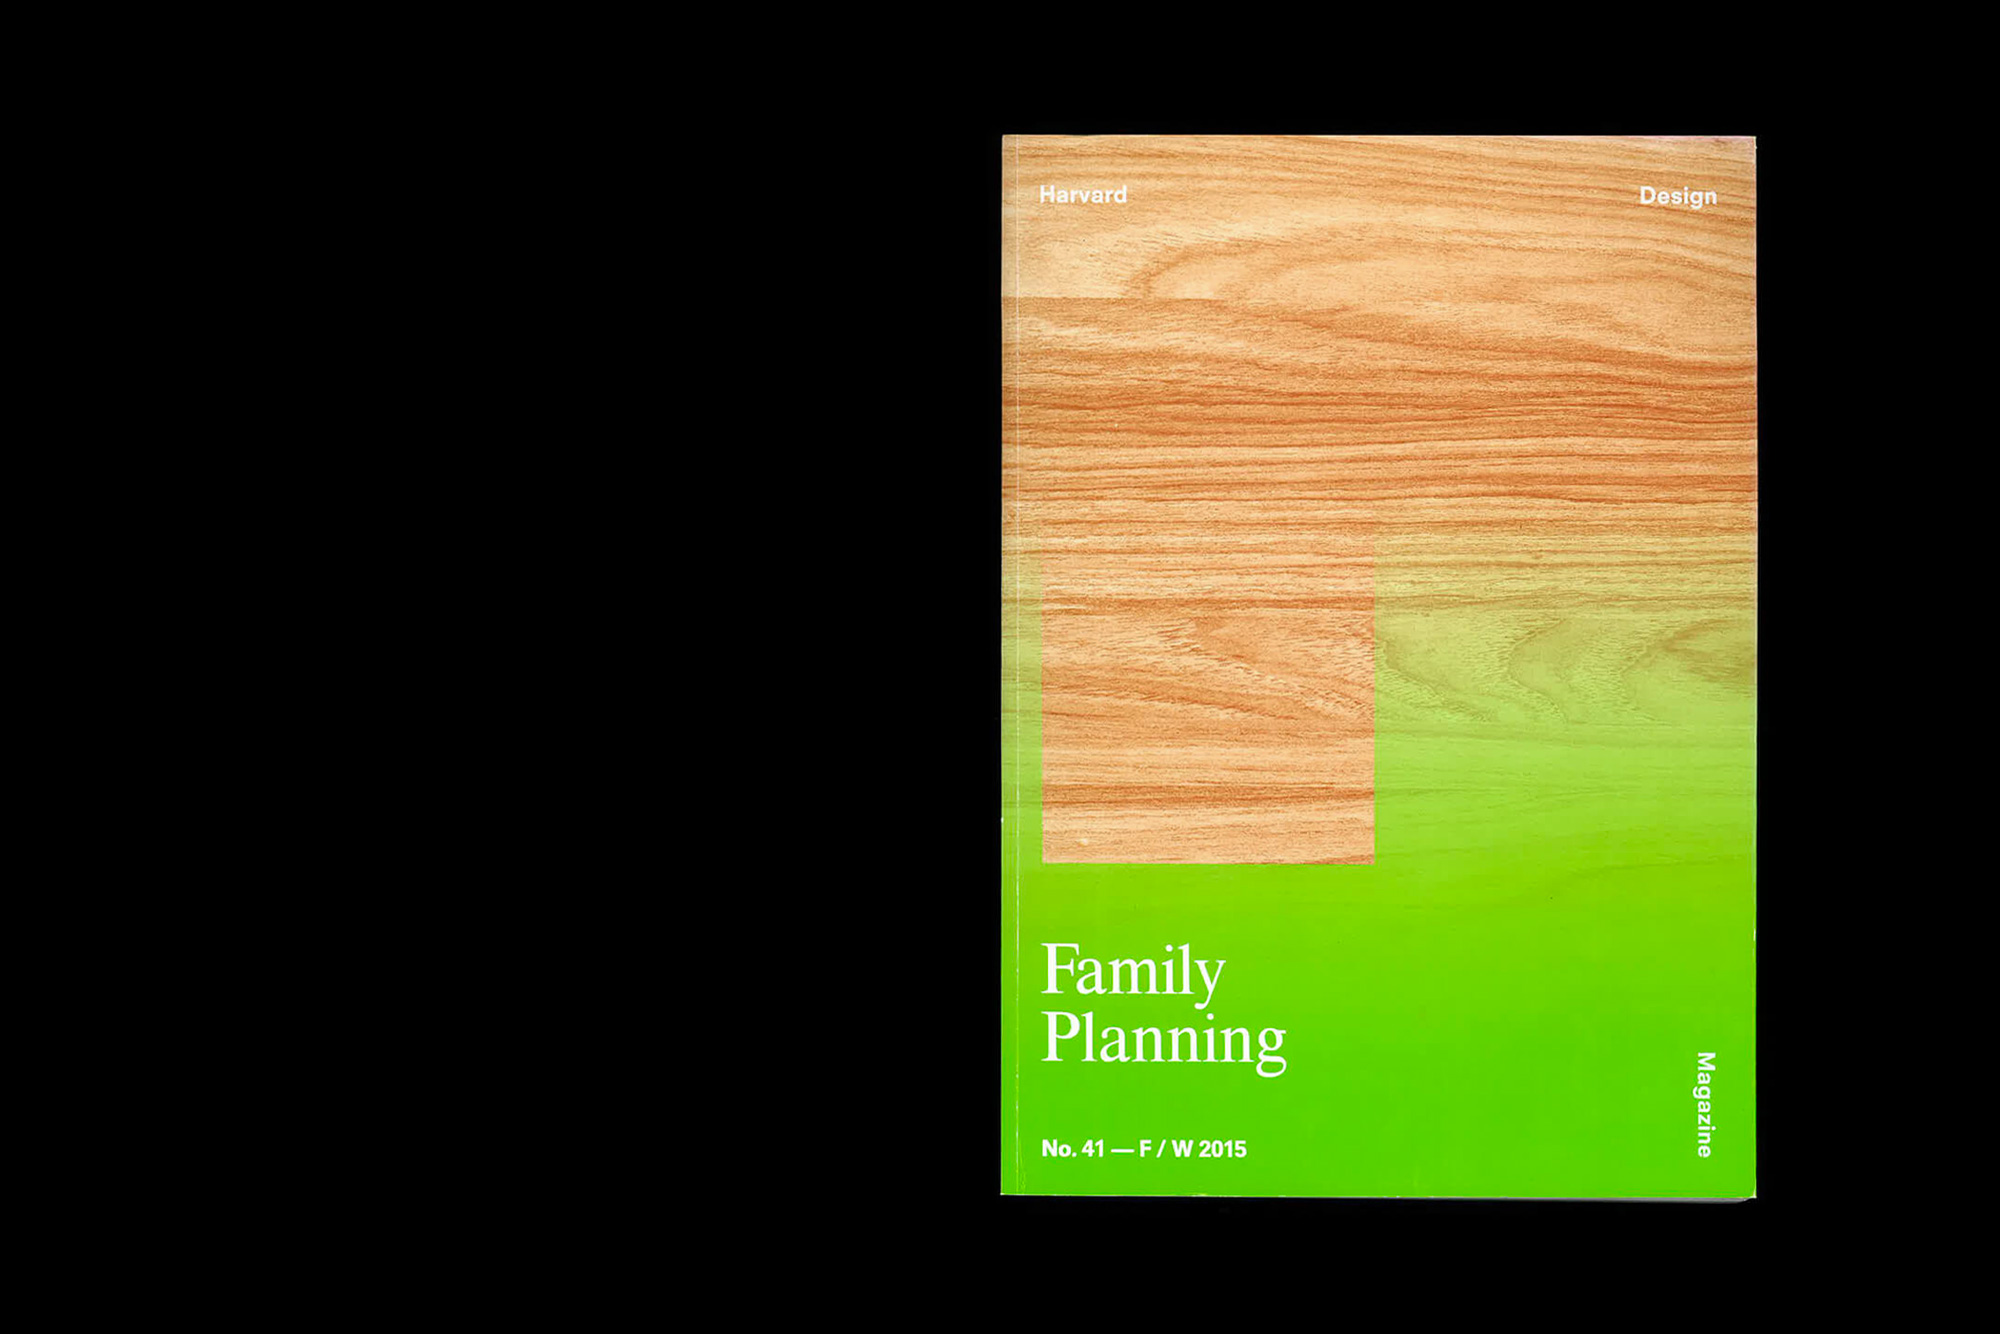 Harvard
Design
Family
Planning
No. 41 — F / W 2015
Magazine